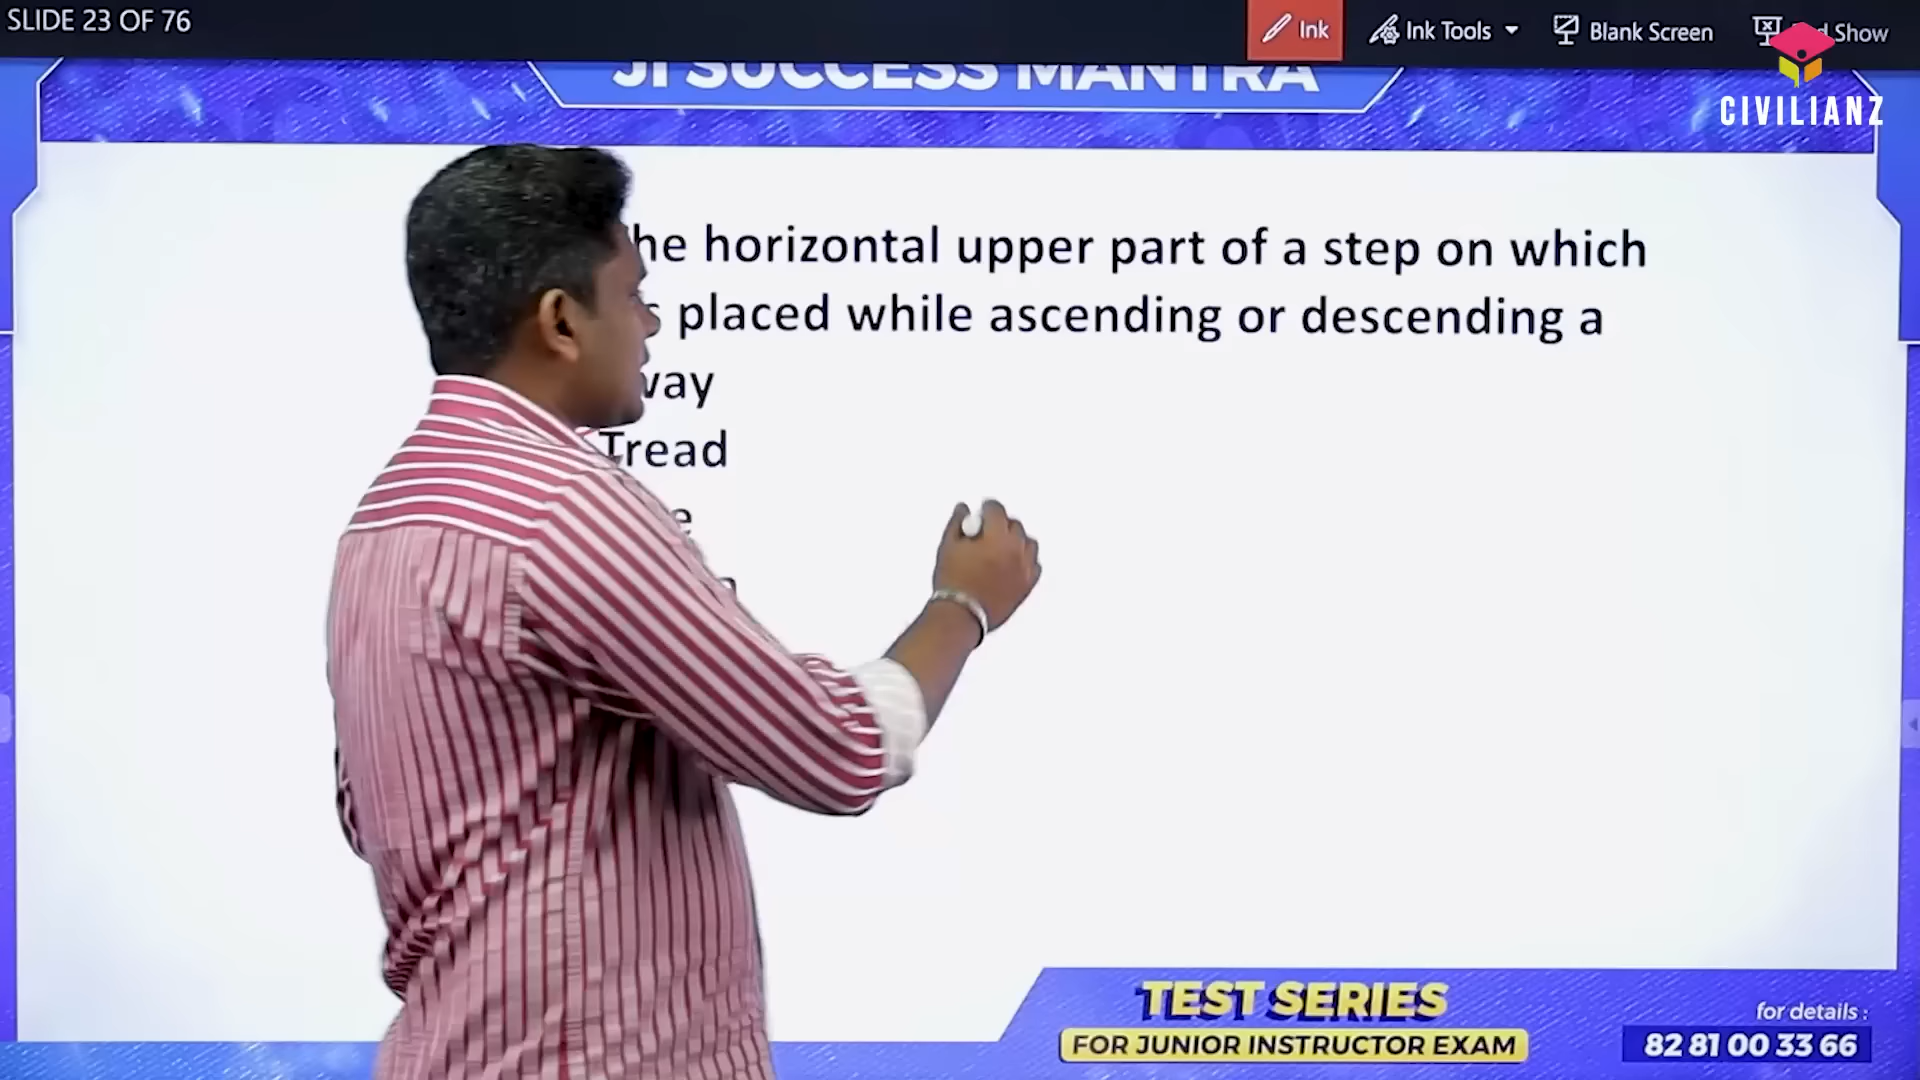 SLIDE 23 OF 76
Ink
Ink Tools
Blank Screen
Show
JI SUCCESS MANTRA
CIVILIANZ
horizontal upper part of a step on which
placed while ascending or descending a
Tread
TEST SERIES
FOR JUNIOR INSTRUCTOR EXAM
for details :
82 81 00 33 66